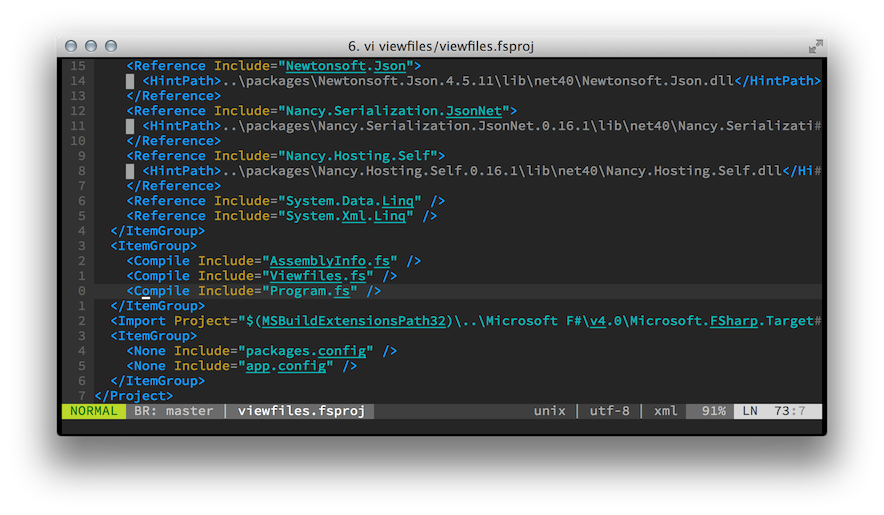 6. vi viewfiles/viewfiles.fsproj
15 <Reference Include="Newtonsoft.Json">
14 <HintPath>..\packages\Newtonsoft.Json.4.5.11\lib\net40\Newtonsoft.Json.dll</HintPath>
13 </Reference>
12 <Reference Include="Nancy.Serialization.JsonNet">
11 <HintPath>..\packages\Nancy.Serialization.JsonNet.0.16.1\lib\net40\Nancy.Serializati#
10 </Reference>
9 <Reference Include="Nancy.Hosting.Self">
8 <HintPath>..\packages\Nancy.Hosting.Self.0.16.1\lib\net40\Nancy.Hosting.Self.dll</Hi#
7 </Reference>
6 <Reference Include="System.Data.Linq" />
5 <Reference Include="System.Xml.Linq" />
4 </ItemGroup>
3 <ItemGroup>
2 <Compile Include="AssemblyInfo.fs" />
1 <Compile Include="Viewfiles.fs" />
0 <Compile Include="Program.fs" />
1 </ItemGroup>
2 <Import Project="$(MSBuildExtensionsPath32)\..\Microsoft F#\v4.0\Microsoft.FSharp.Target#
3 <ItemGroup>
4 <None Include="packages.config" />
5 <None Include="app.config" />
6 </ItemGroup>
7 </Project>
NORMAL BR: master | viewfiles.fsproj unix | utf-8 | xml 91% LN 73:7